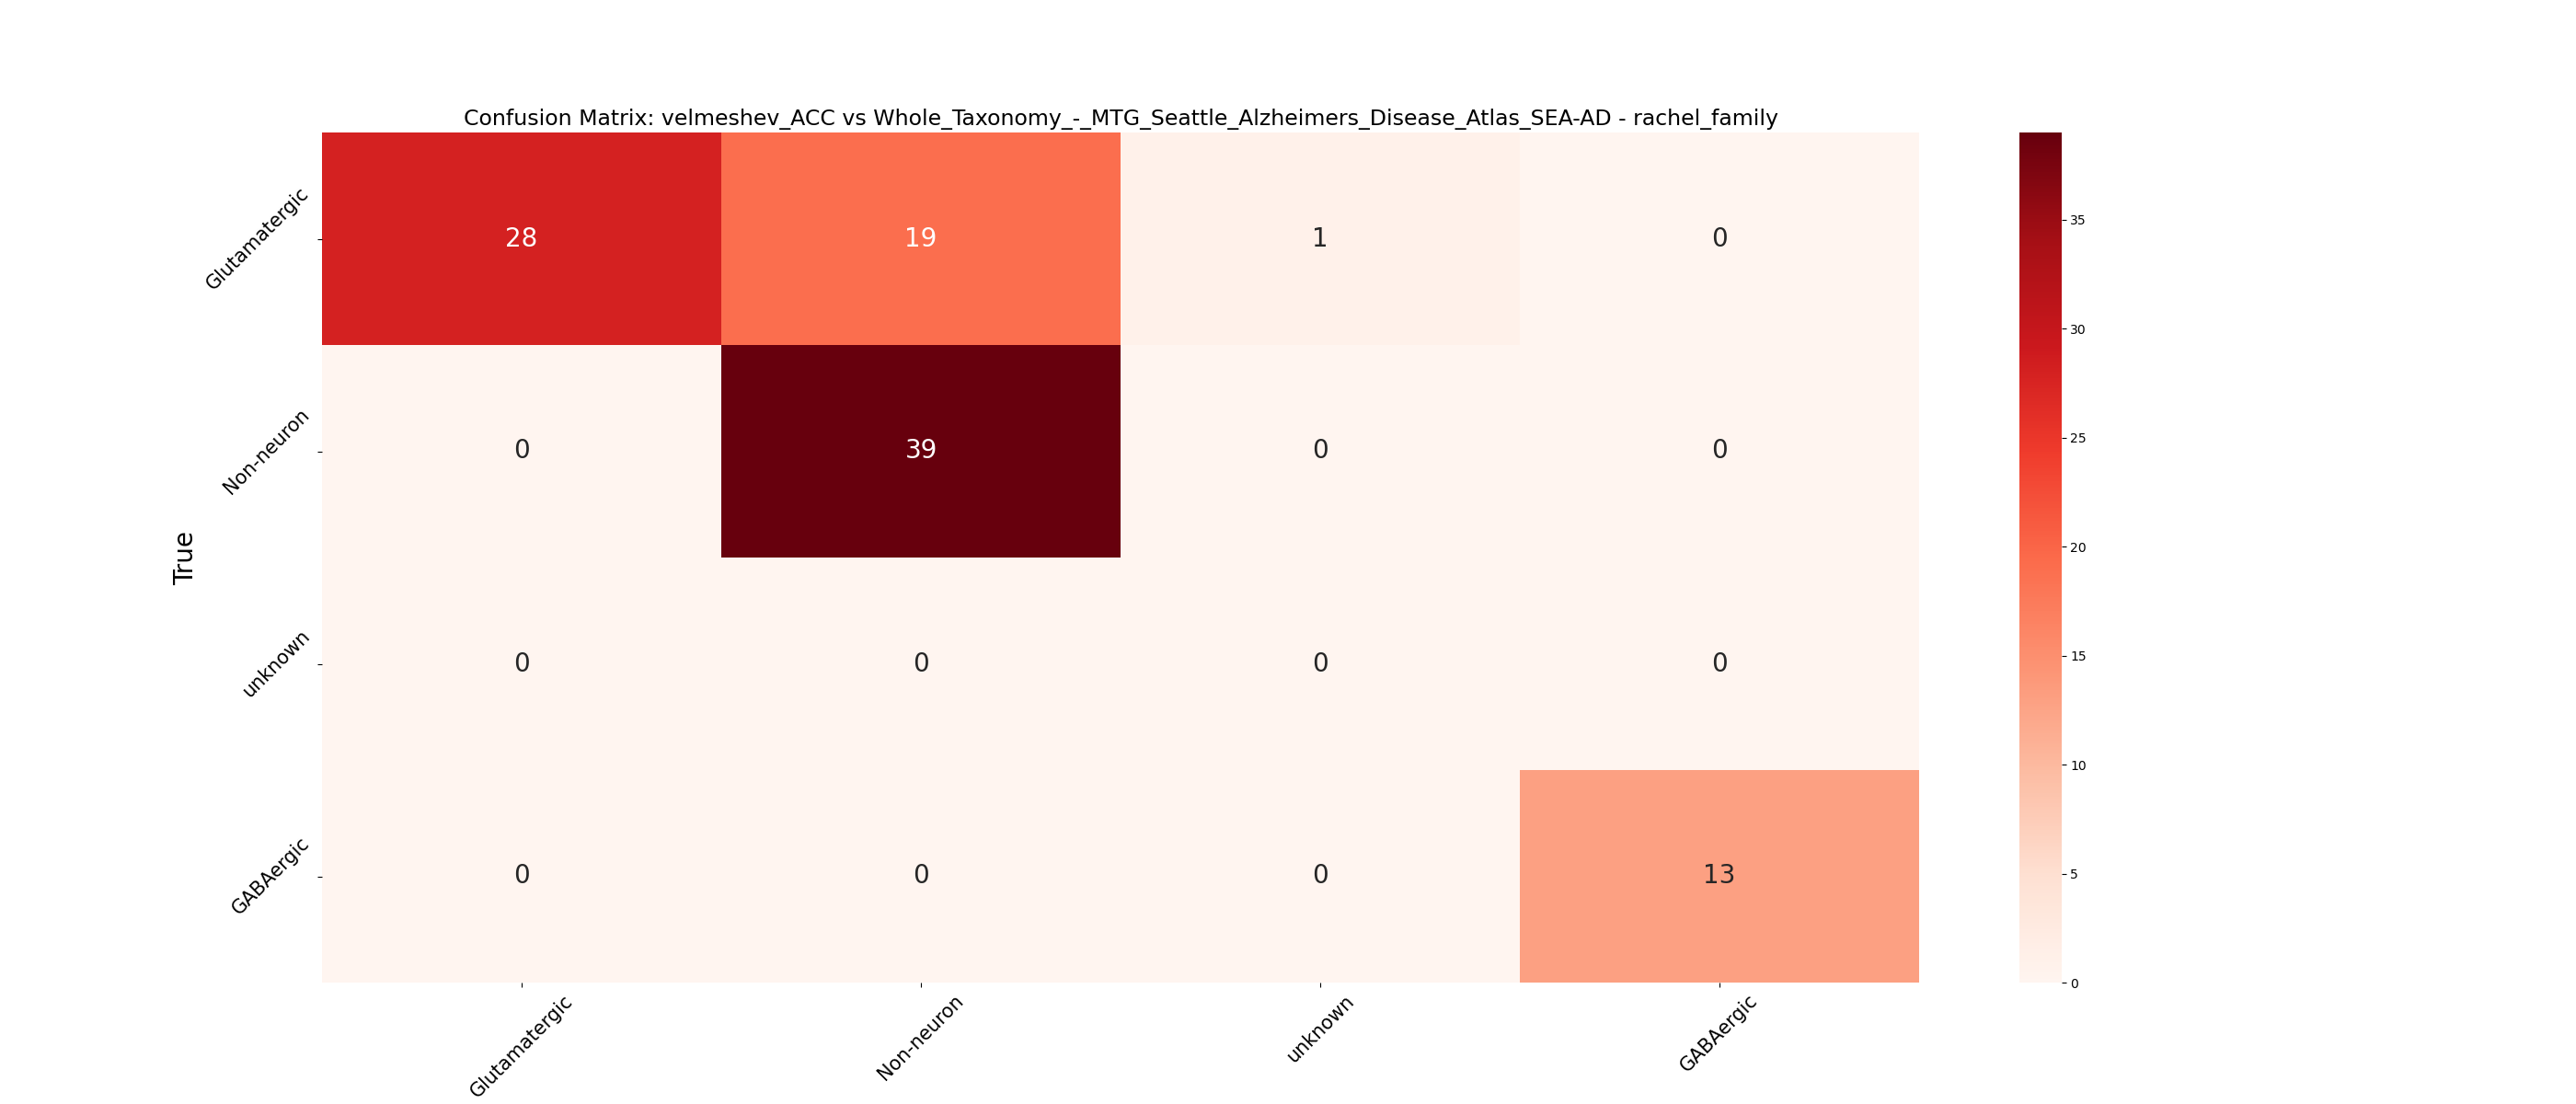 Confusion Matrix: velmeshev_ACC vs Whole_Taxonomy_-_MTG_Seattle_Alzheimers_Disease_Atlas_SEA-AD - rachel_family
Glutamatergic
28
19
1
0
Non-neuron
0
39
0
0
unknown
0
0
0
0
GABAergic
0
0
0
13
True
Glutamatergic
Non-neuron
unknown
GABAergic
35
30
25
20
15
10
5
0